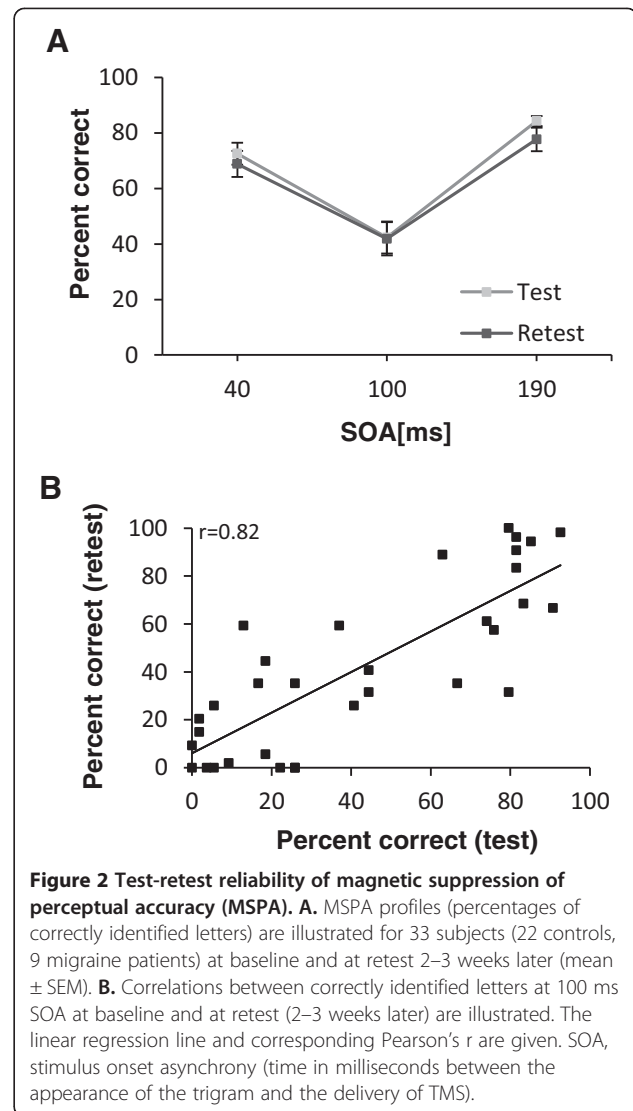 A
100
80
60
40
20
0
Percent correct
Test
Retest
40 100 190
SOA[ms]
B
r=0.82
100
80
60
40
20
0
Percent correct (retest)
0 20 40 60 80 100
Percent correct (test)
Figure 2 Test-retest reliability of magnetic suppression of
perceptual accuracy (MSPA). A. MSPA profiles (percentages of
correctly identified letters) are illustrated for 33 subjects (22 controls,
9 migraine patients) at baseline and at retest 2–3 weeks later (mean
± SEM). B. Correlations between correctly identified letters at 100 ms
SOA at baseline and at retest (2–3 weeks later) are illustrated. The
linear regression line and corresponding Pearson's r are given. SOA,
stimulus onset asynchrony (time in milliseconds between the
appearance of the trigram and the delivery of TMS).